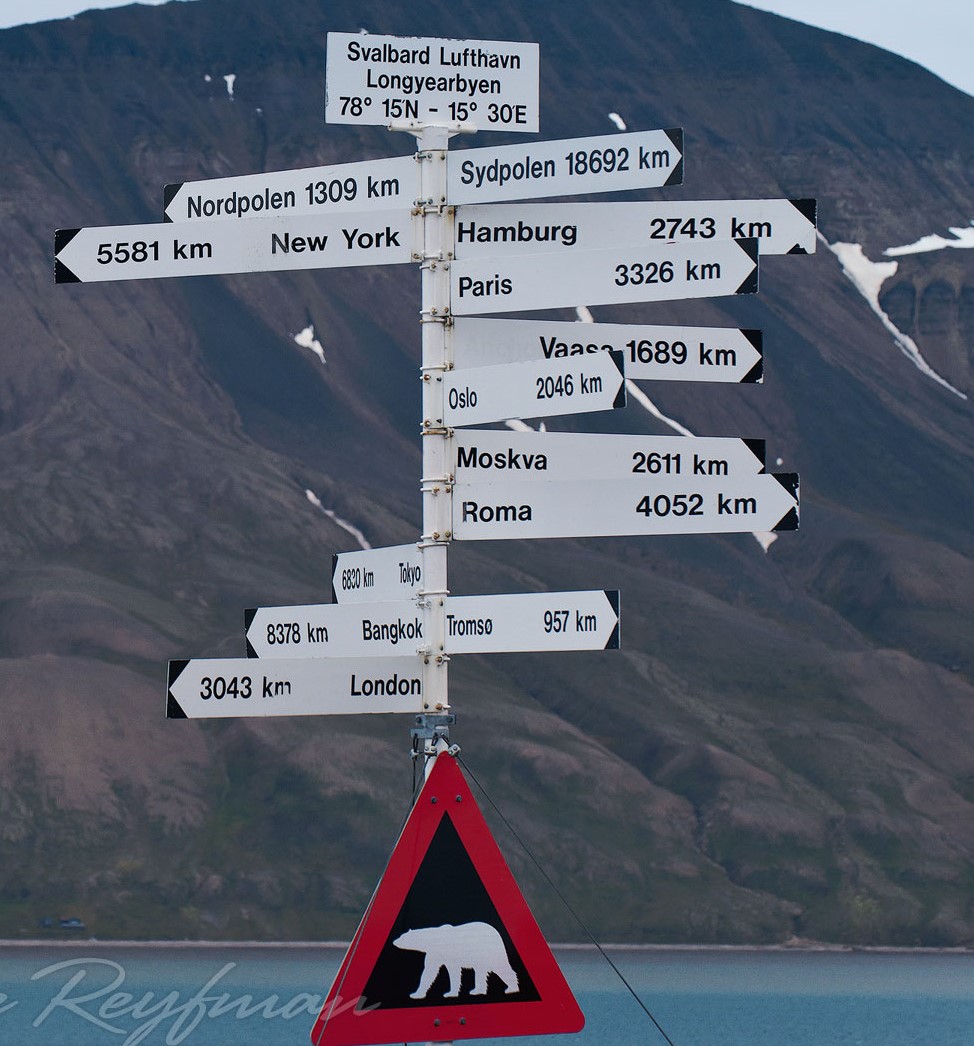 Svalbard Lufthavn
Longyearbyen
78° 15'N - 15° 30'E
Nordpolen 1309 km
Sydpolen 18692 km
5581 km New York
Hamburg 2743 km
Paris 3326 km
Vaasa 1689 km
Oslo 2046 km
Moskva 2611 km
Roma 4052 km
6830 km Tokyo
8378 km Bangkok
Tromsø 957 km
3043 km London
Reyfman